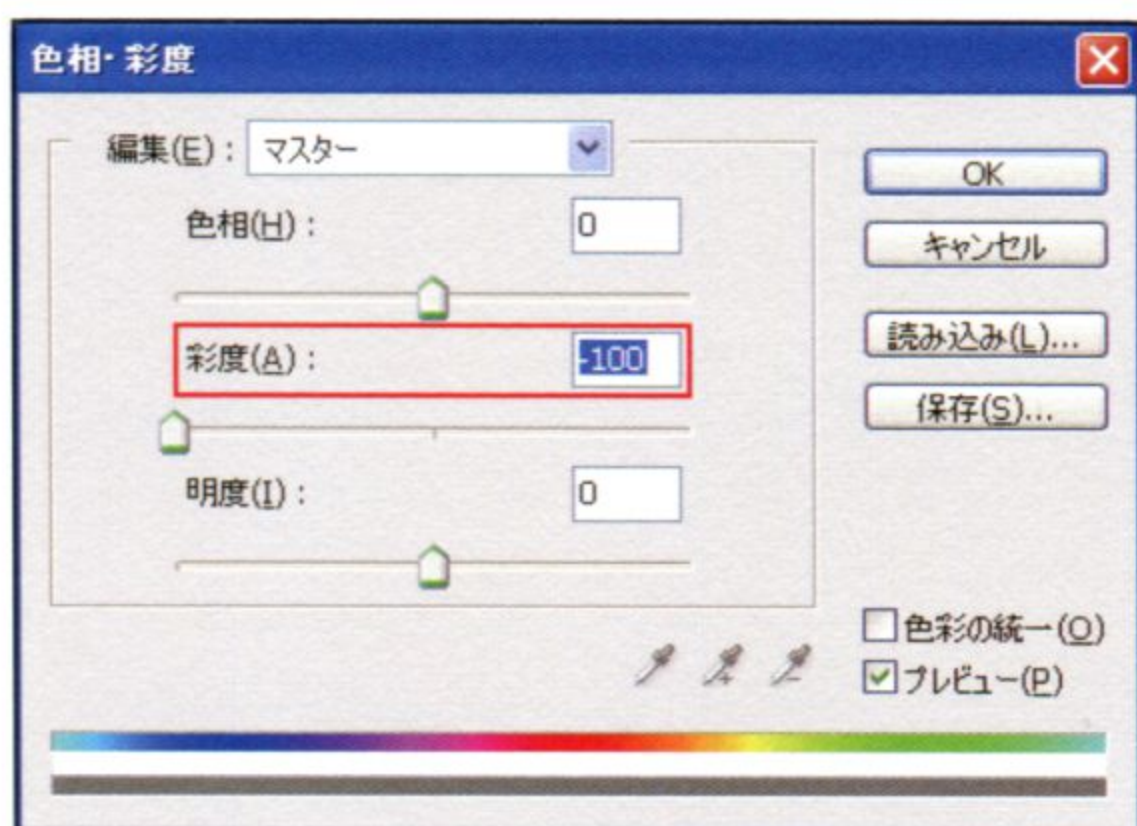 色相・彩度
編集(E): マスター
色相(H): 0
彩度(A): -100
明度(I): 0
OK
キャンセル
読み込み(L)...
保存(S)...
色彩の統一(O)
プレビュー(P)